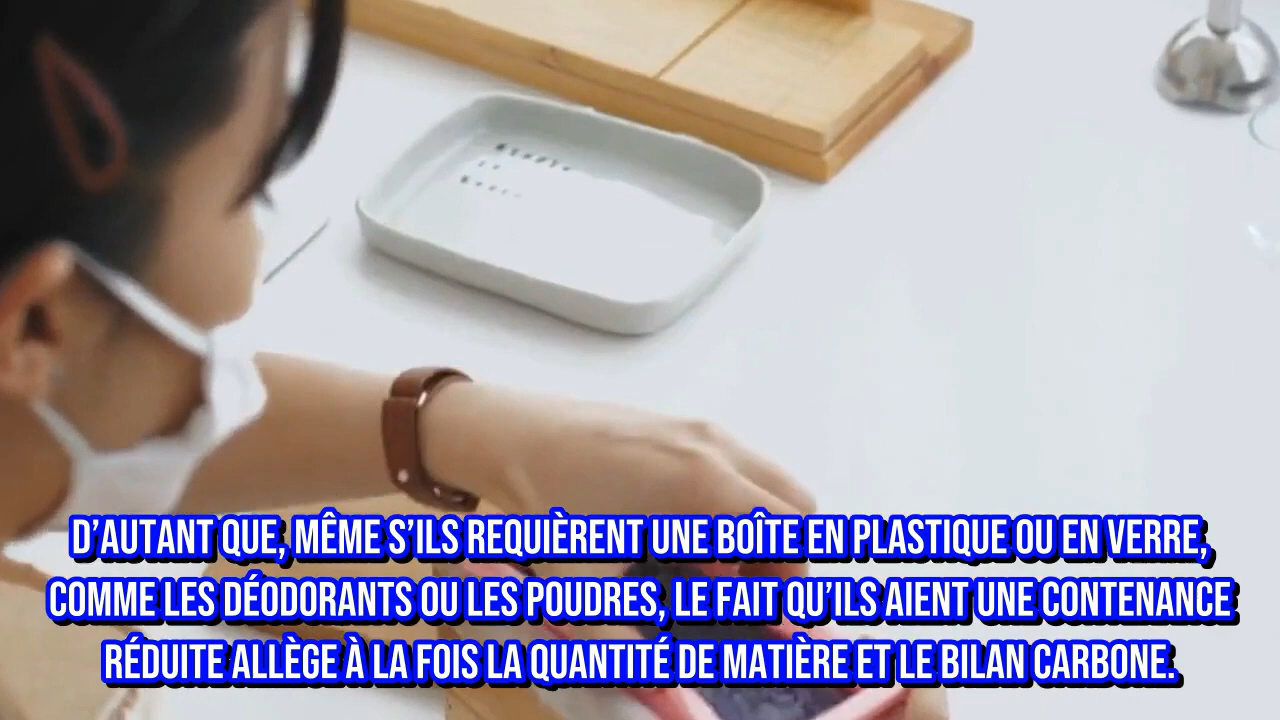 D’AUTANT QUE, MÊME S’ILS REQUIÈRENT UNE BOÎTE EN PLASTIQUE OU EN VERRE,
COMME LES DÉODORANTS OU LES POUDRES, LE FAIT QU’ILS AIENT UNE CONTENANCE
RÉDUITE ALLÈGE À LA FOIS LA QUANTITÉ DE MATIÈRE ET LE BILAN CARBONE.